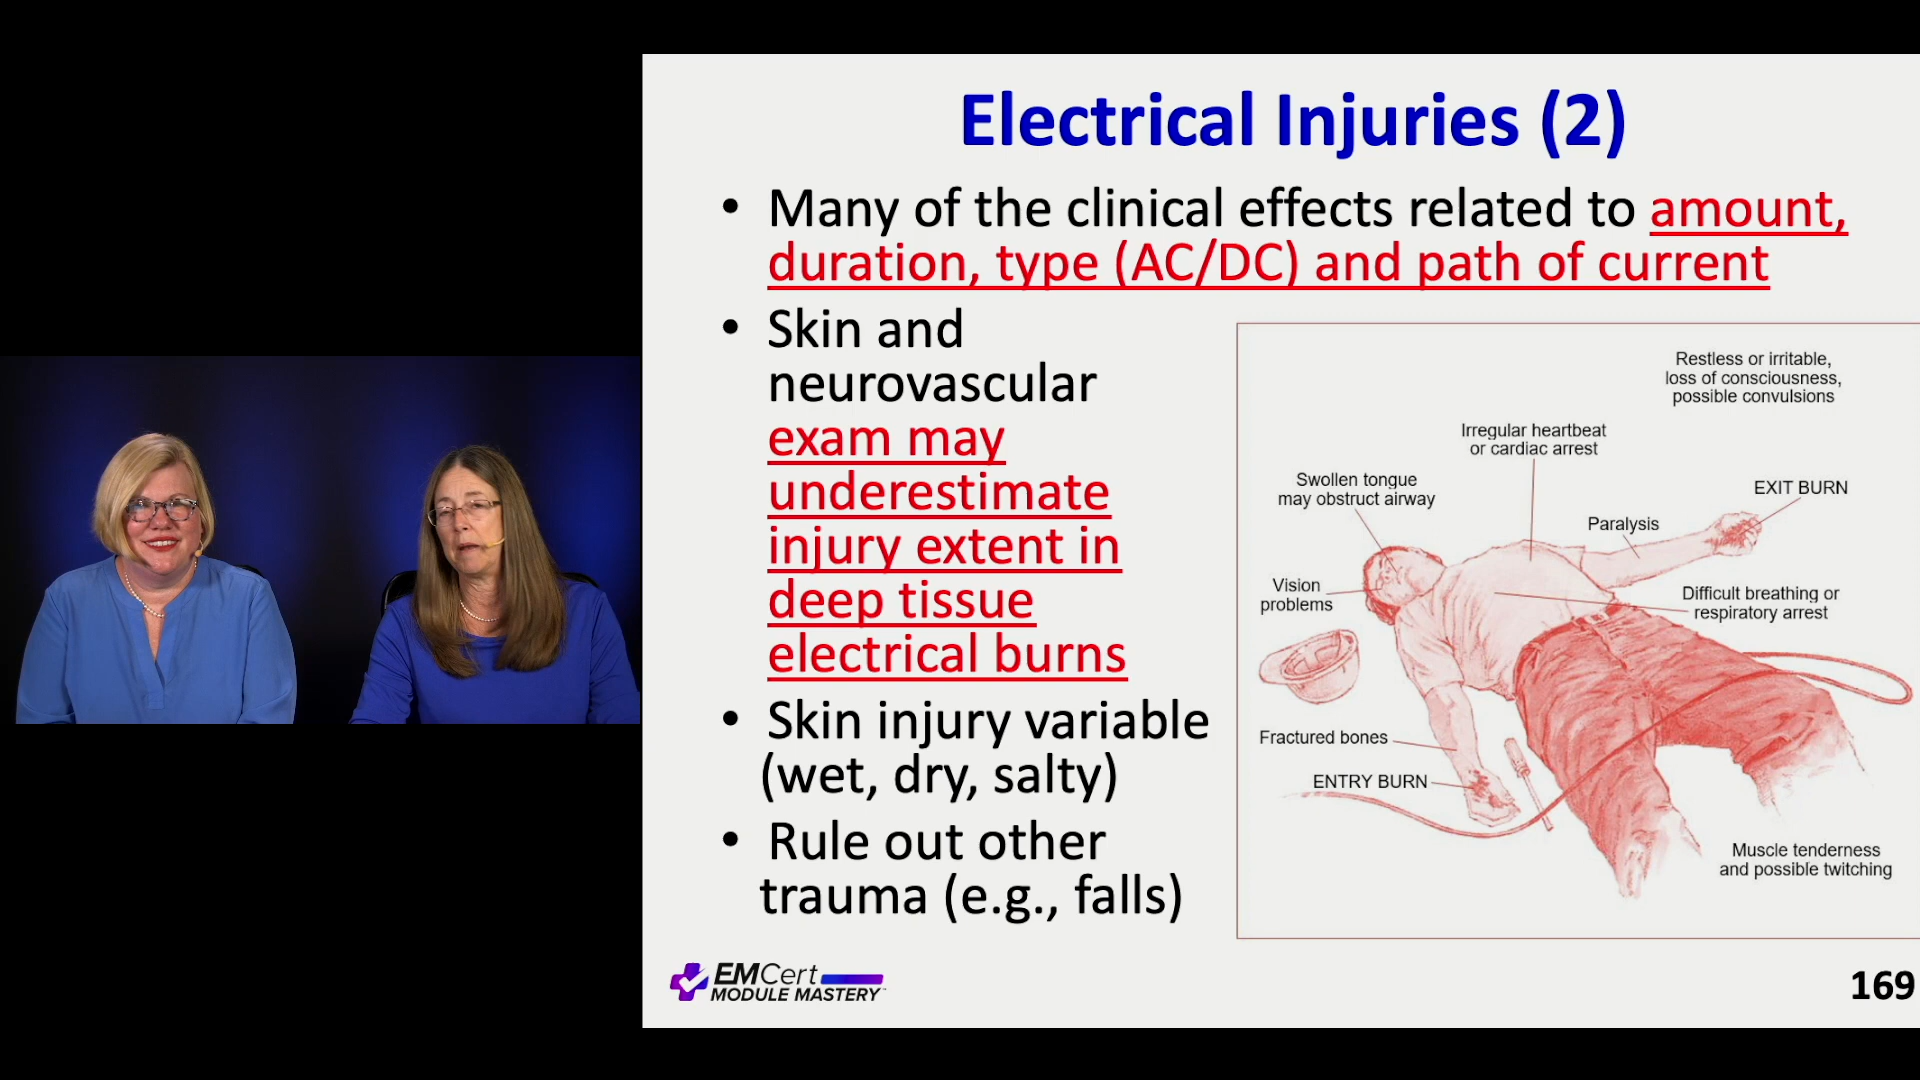 Electrical Injuries (2)
• Many of the clinical effects related to amount,
duration, type (AC/DC) and path of current
• Skin and
neurovascular
exam may
underestimate
injury extent in
deep tissue
electrical burns
• Skin injury variable
(wet, dry, salty)
• Rule out other
trauma (e.g., falls)
Restless or irritable,
loss of consciousness,
possible convulsions
Irregular heartbeat
or cardiac arrest
Swollen tongue
may obstruct airway
EXIT BURN
Paralysis
Vision
problems
Difficult breathing or
respiratory arrest
Fractured bones
ENTRY BURN
Muscle tenderness
and possible twitching
EMCert
MODULE MASTERY™
169